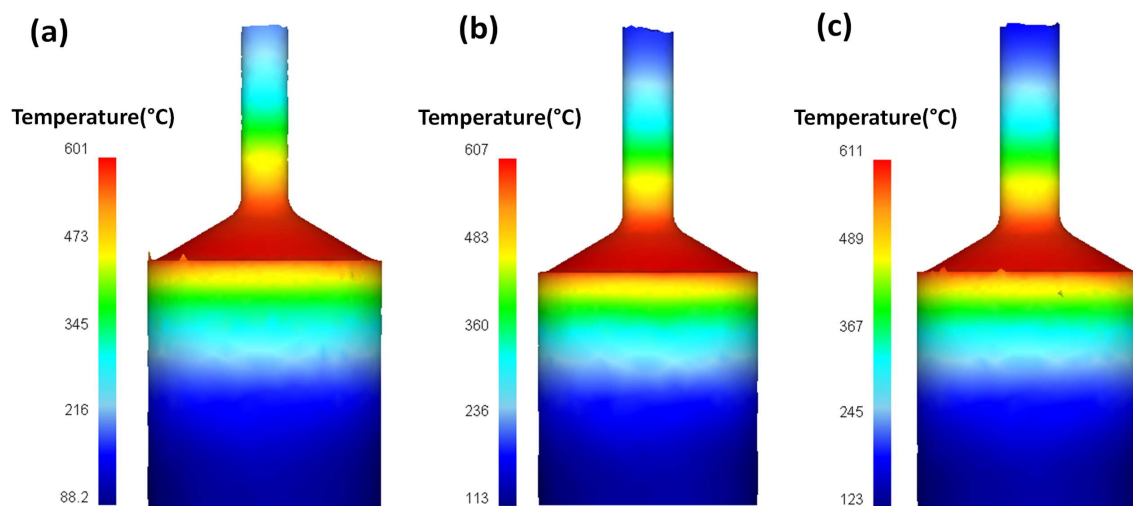 (a)
Temperature(°C)
601
473
345
216
88.2
(b)
Temperature(°C)
607
483
360
236
113
(c)
Temperature(°C)
611
489
367
245
123